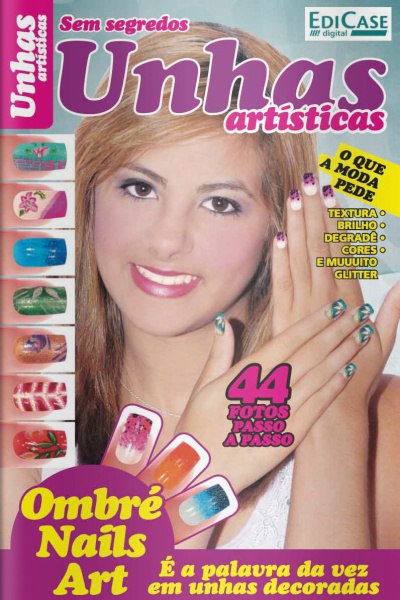 Unhas
artísticas
Sem segredos
EDICASE
digital
Unhas
artísticas
O QUE
A MODA
PEDE
TEXTURA •
BRILHO •
DEGRADÊ •
CORES •
E MUUUITO
GLITTER
44
FOTOS
PASSO
A PASSO
Ombré
Nails
Art
É a palavra da vez
em unhas decoradas